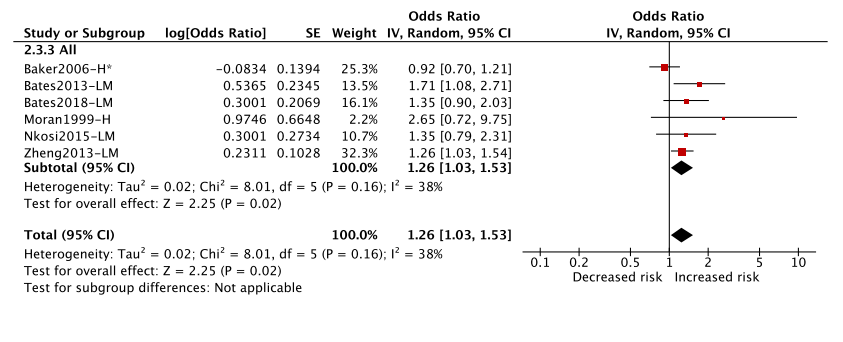 Odds Ratio Odds Ratio
Study or Subgroup log[Odds Ratio] SE Weight IV, Random, 95% CI IV, Random, 95% CI
2.3.3 All
Baker2006-H* -0.0834 0.1394 25.3% 0.92 [0.70, 1.21]
Bates2013-LM 0.5365 0.2345 13.5% 1.71 [1.08, 2.71]
Bates2018-LM 0.3001 0.2069 16.1% 1.35 [0.90, 2.03]
Moran1999-H 0.9746 0.6648 2.2% 2.65 [0.72, 9.75]
Nkosi2015-LM 0.3001 0.2734 10.7% 1.35 [0.79, 2.31]
Zheng2013-LM 0.2311 0.1028 32.3% 1.26 [1.03, 1.54]
Subtotal (95% CI) 100.0% 1.26 [1.03, 1.53]
Heterogeneity: Tau² = 0.02; Chi² = 8.01, df = 5 (P = 0.16); I² = 38%
Test for overall effect: Z = 2.25 (P = 0.02)
Total (95% CI) 100.0% 1.26 [1.03, 1.53]
Heterogeneity: Tau² = 0.02; Chi² = 8.01, df = 5 (P = 0.16); I² = 38%
Test for overall effect: Z = 2.25 (P = 0.02)
Test for subgroup differences: Not applicable
0.1 0.2 0.5 1 2 5 10
Decreased risk Increased risk